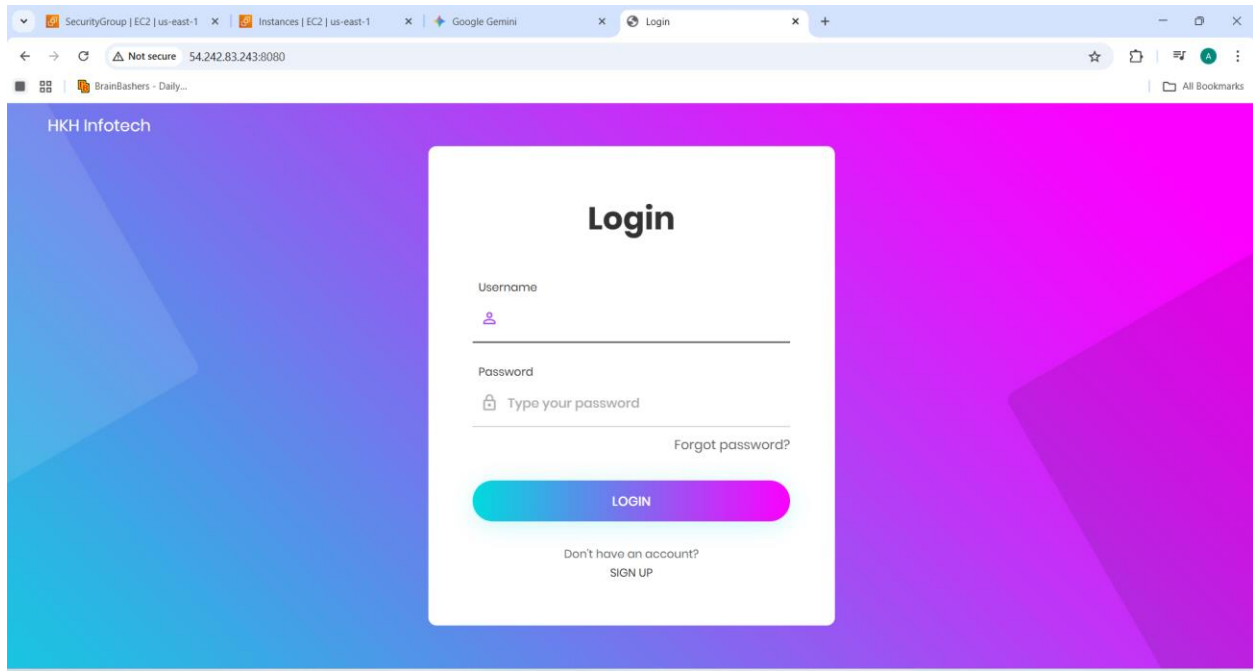 SecurityGroup | EC2 | us-east-1
Instances | EC2 | us-east-1
Google Gemini
Login
Not secure 54.242.83.243:8080
A
BrainBashers - Daily...
All Bookmarks
HKH Infotech
Login
Username
Password
Type your password
Forgot password?
LOGIN
Don't have an account?
SIGN UP